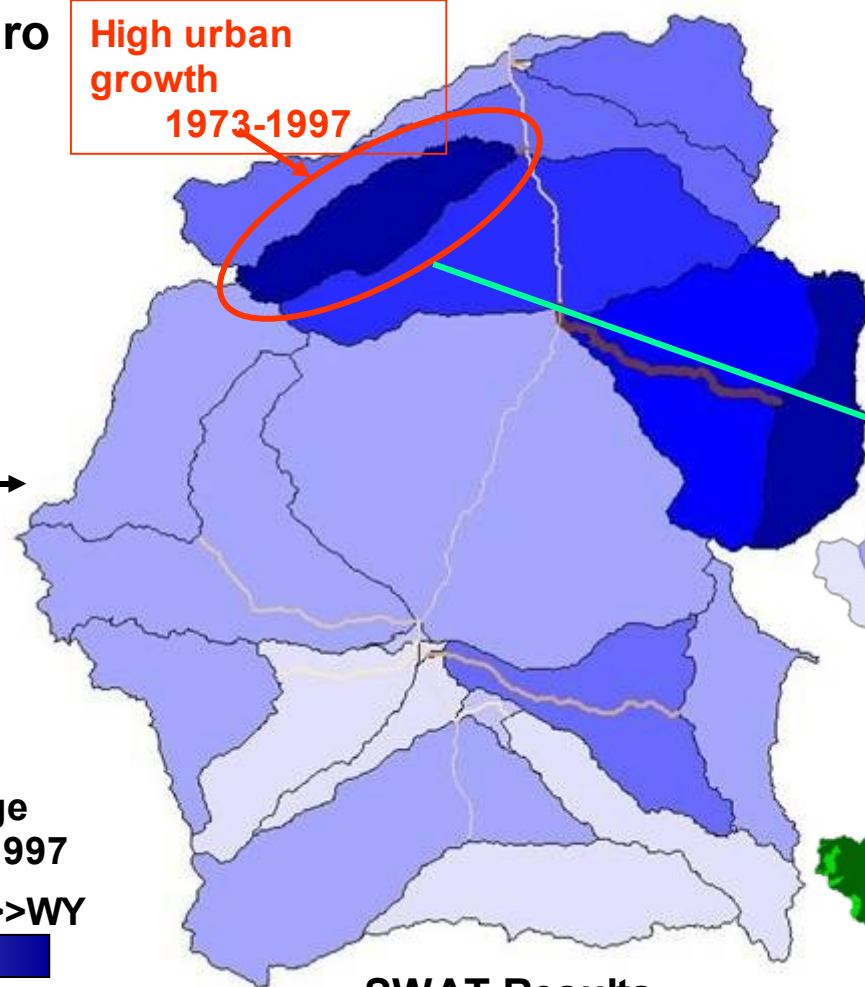 ro
High urban
growth
1973-1997
ge
997
>WY
SWAT Results